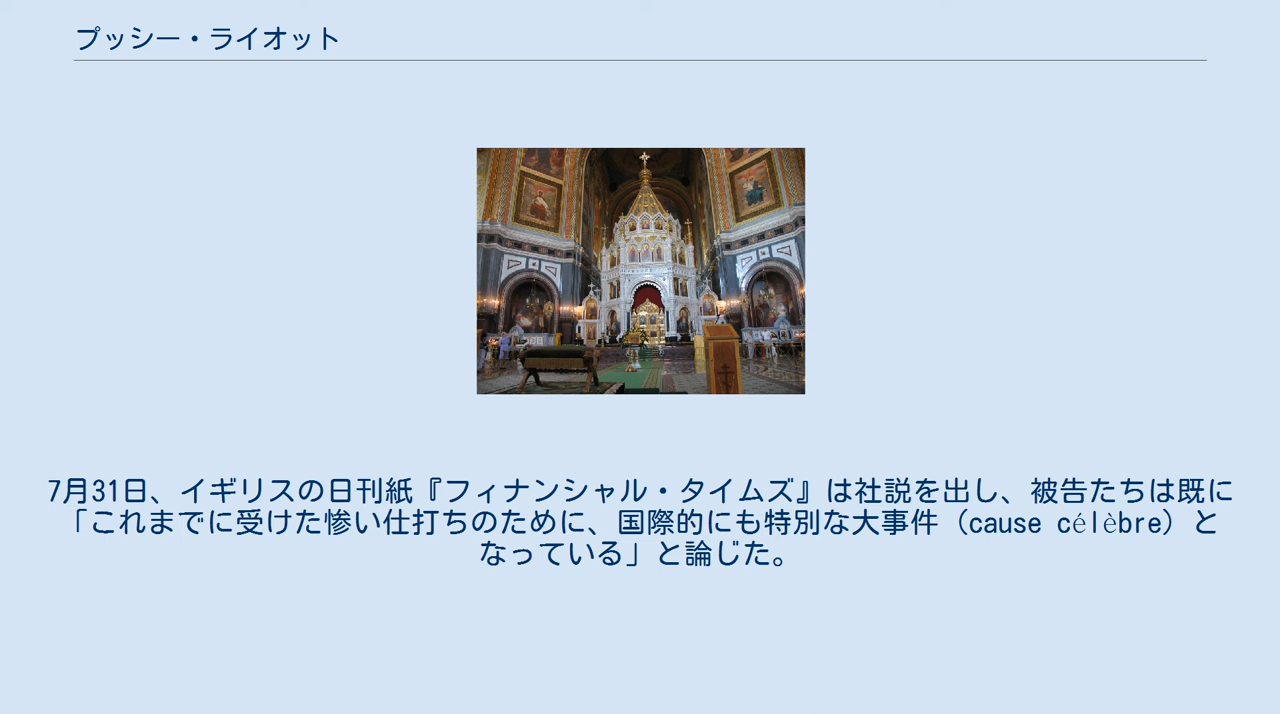 プッシー・ライオット
7月31日、イギリスの日刊紙『フィナンシャル・タイムズ』は社説を出し、被告たちは既に
「これまでに受けた惨い仕打ちのために、国際的にも特別な大事件（cause célèbre）と
なっている」と論じた。